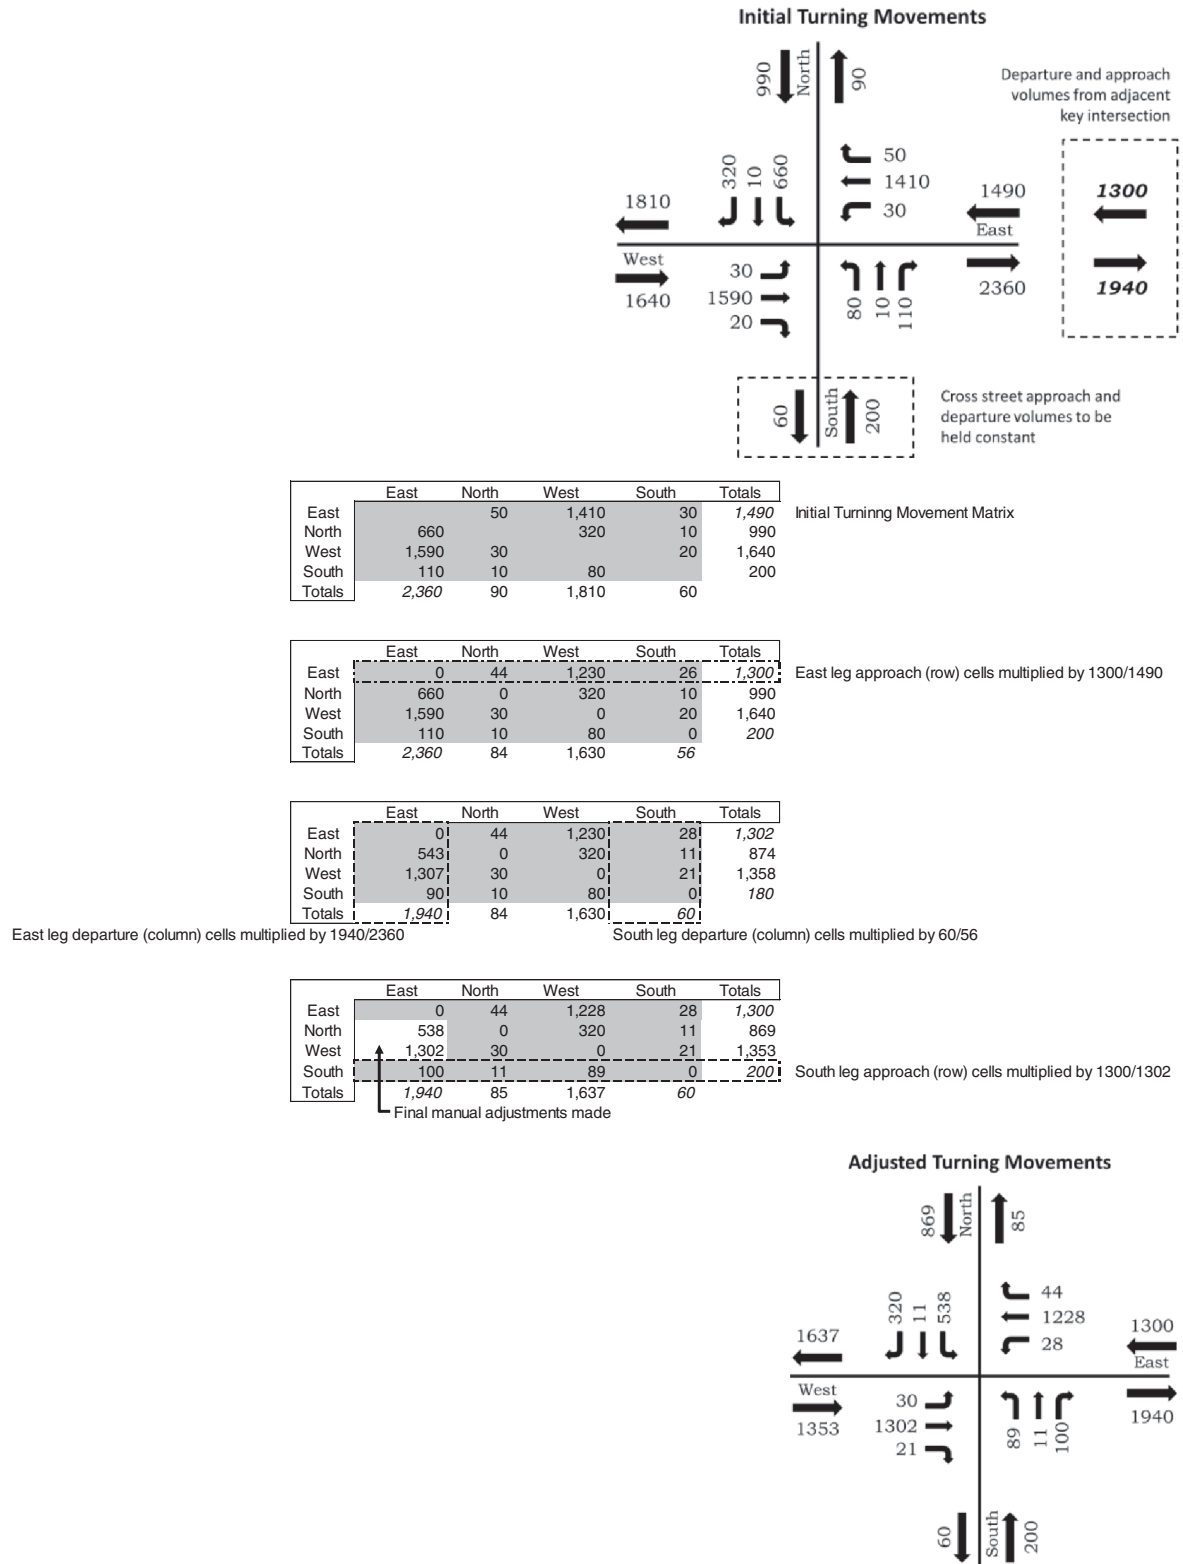 Initial Turning Movements
990
North
90
Departure and approach
volumes from adjacent
key intersection
320
10
660
50
1410
30
1810
1490
1300
West
East
30
1590
20
1640
80
10
110
2360
1940
60
South
200
Cross street approach and
departure volumes to be
held constant
East North West South Totals
East 50 1,410 30 1,490 Initial Turninng Movement Matrix
North 660 320 10 990
West 1,590 30 20 1,640
South 110 10 80 200
Totals 2,360 90 1,810 60
East North West South Totals
East 0 44 1,230 26 1,300 East leg approach (row) cells multiplied by 1300/1490
North 660 0 320 10 990
West 1,590 30 0 20 1,640
South 110 10 80 0 200
Totals 2,360 84 1,630 56
East North West South Totals
East 0 44 1,230 28 1,302
North 543 0 320 11 874
West 1,307 30 0 21 1,358
South 90 10 80 0 180
Totals 1,940 84 1,630 60
East leg departure (column) cells multiplied by 1940/2360 South leg departure (column) cells multiplied by 60/56
East North West South Totals
East 0 44 1,228 28 1,300
North 538 0 320 11 869
West 1,302 30 0 21 1,353
South 100 11 89 0 200 South leg approach (row) cells multiplied by 1300/1302
Totals 1,940 85 1,637 60
Final manual adjustments made
Adjusted Turning Movements
869
North
85
320
11
538
44
1228
28
1637
1300
East
West
30
1302
21
1353
89
11
100
1940
60
South
200